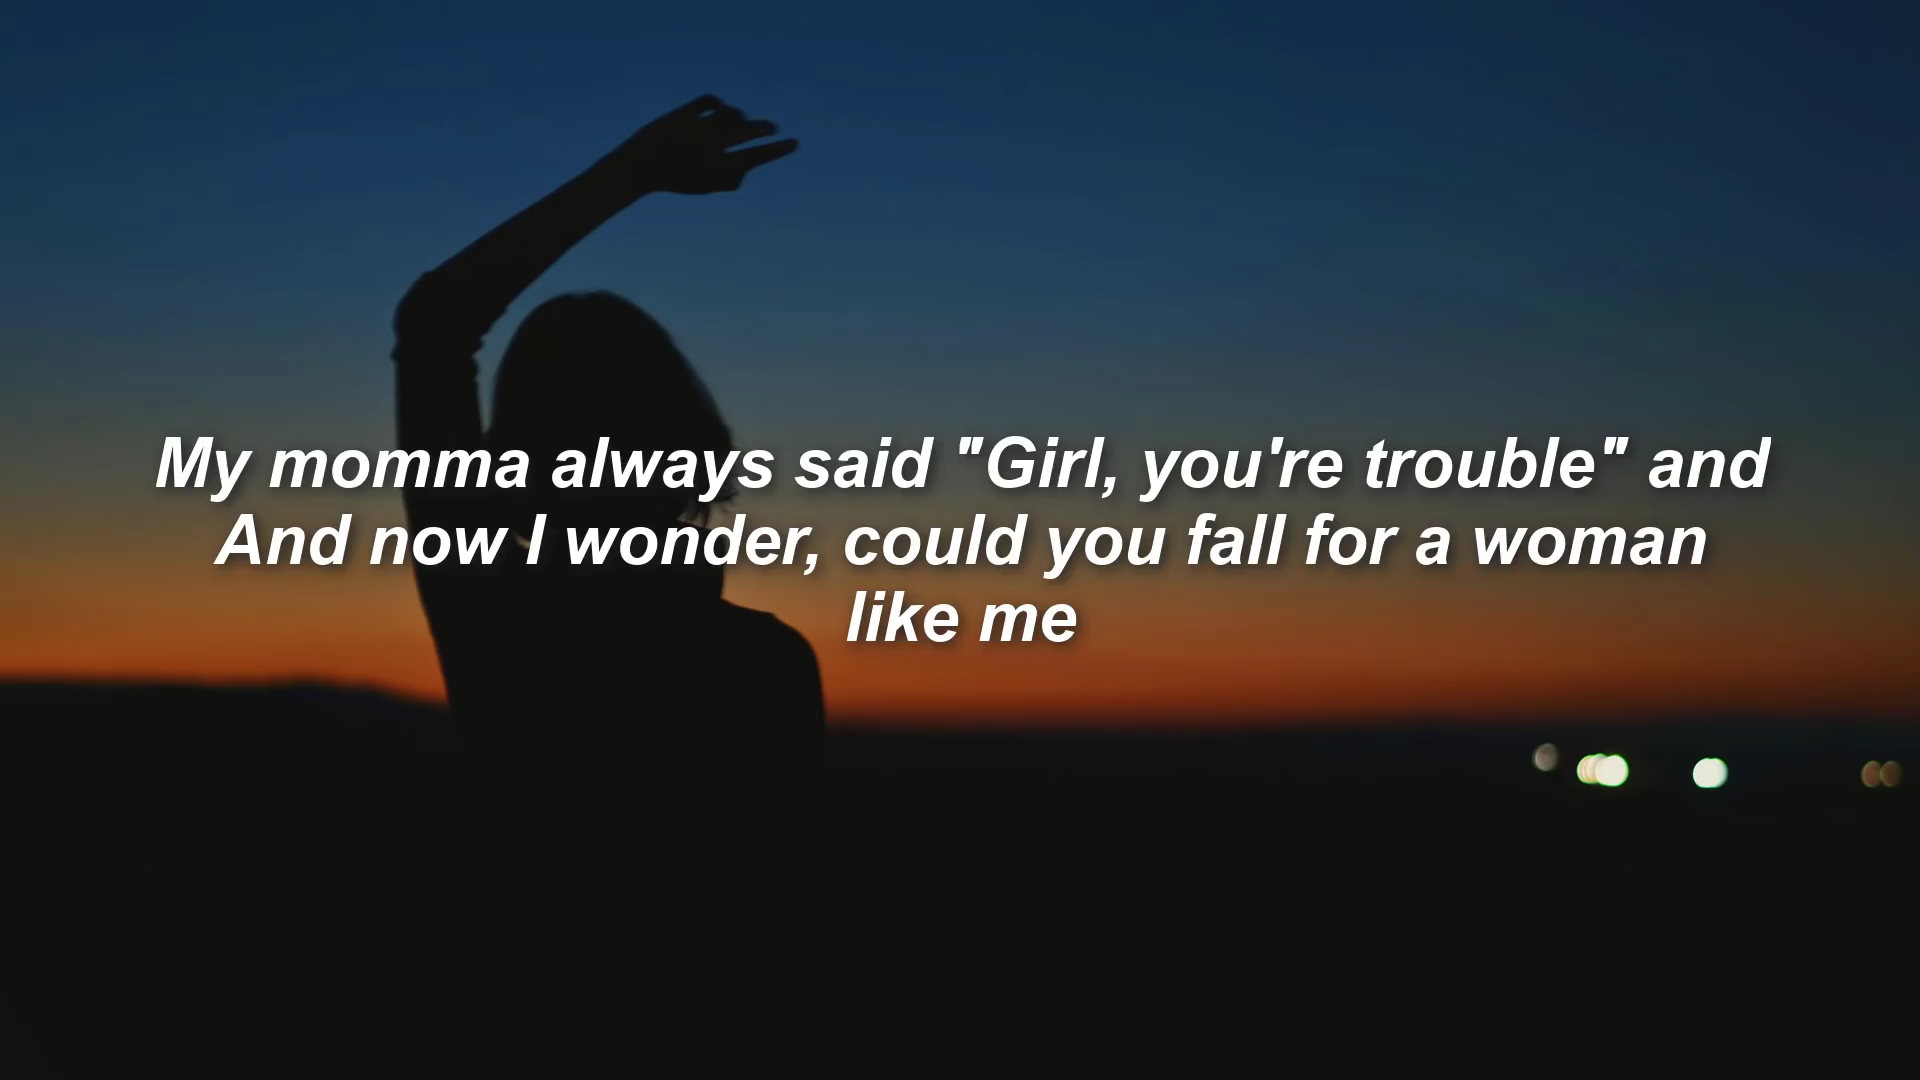 My momma always said "Girl, you're trouble" and
And now I wonder, could you fall for a woman
like me